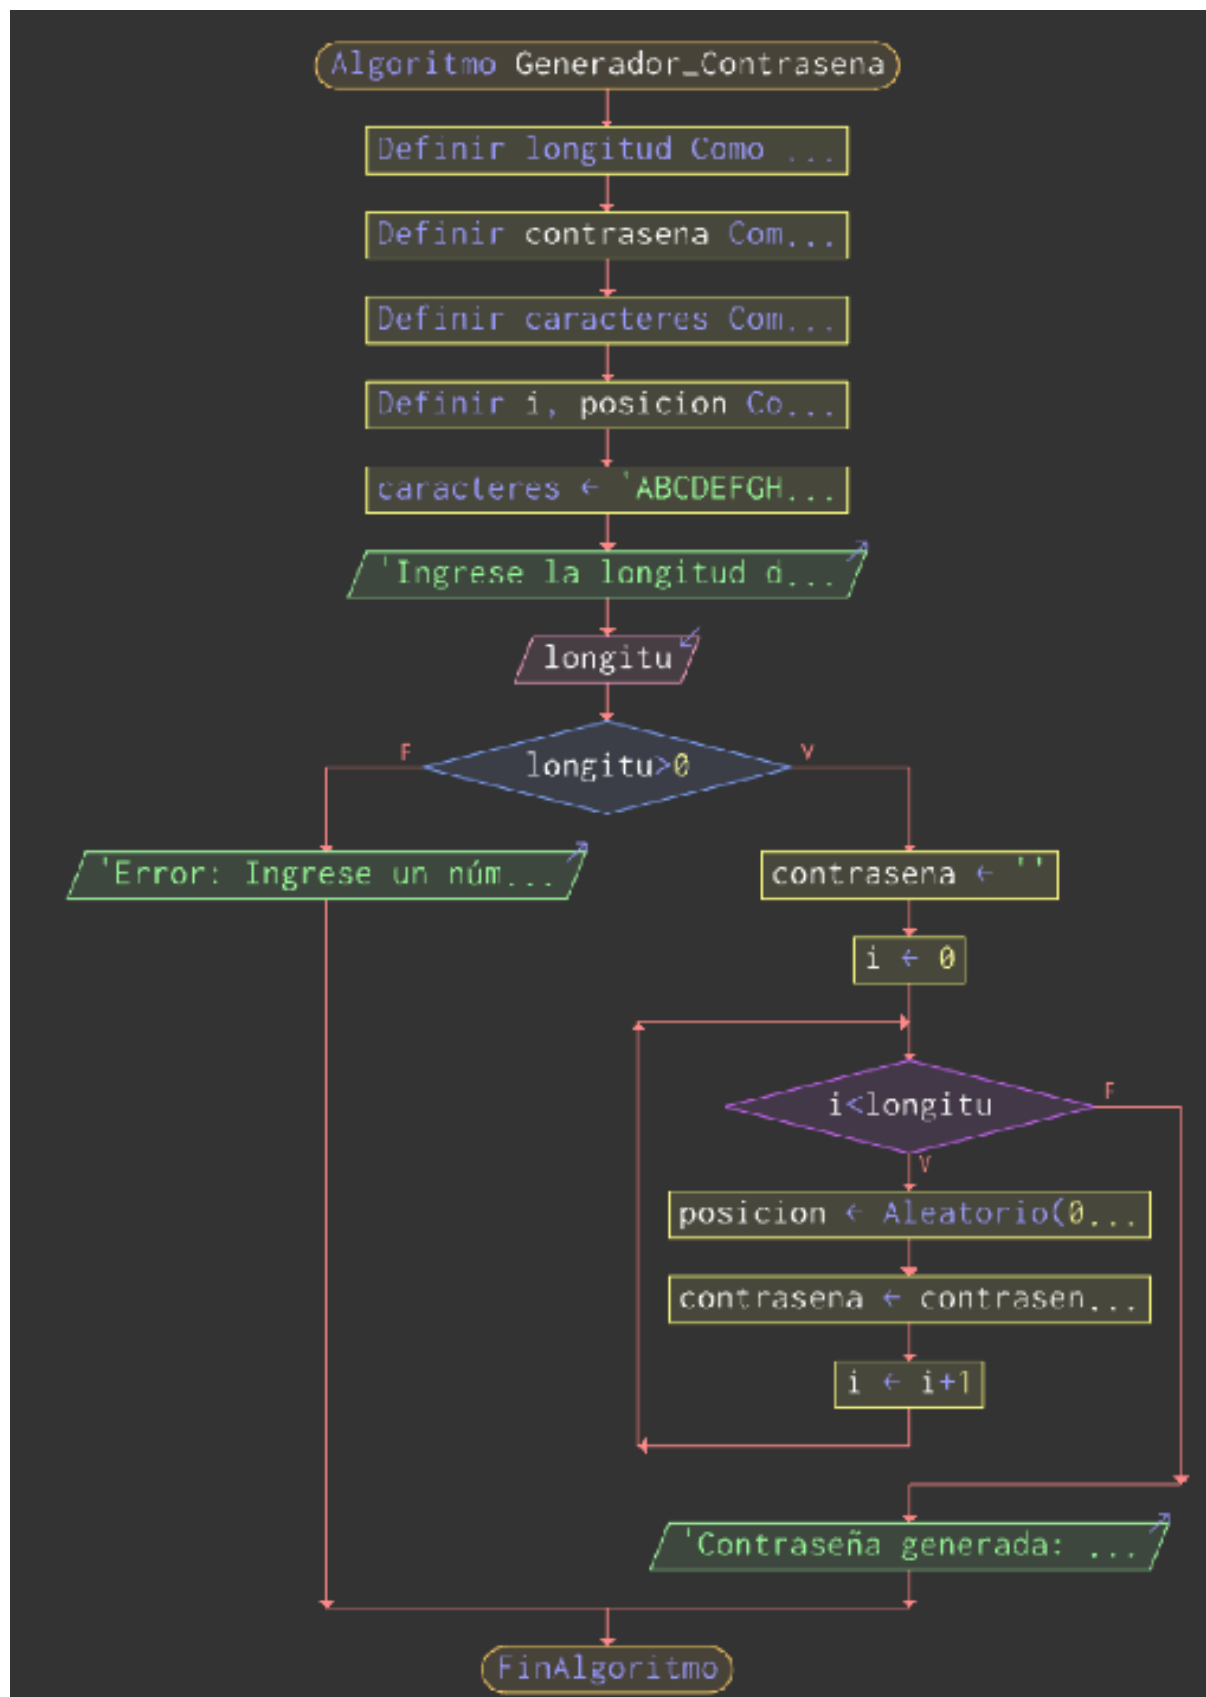 Algoritmo Generador_Contrasena
Definir longitud Como ...
Definir contrasena Com...
Definir caracteres Com...
Definir i, posicion Co...
caracteres ← 'ABCDEFGH...
'Ingrese la longitud d...
longitu
longitu>0
F
V
'Error: Ingrese un núm...
contrasena ← ''
i ← 0
i<longitu
F
V
posicion ← Aleatorio(0...
contrasena ← contrasen...
i ← i+1
'Contraseña generada: ...
FinAlgoritmo